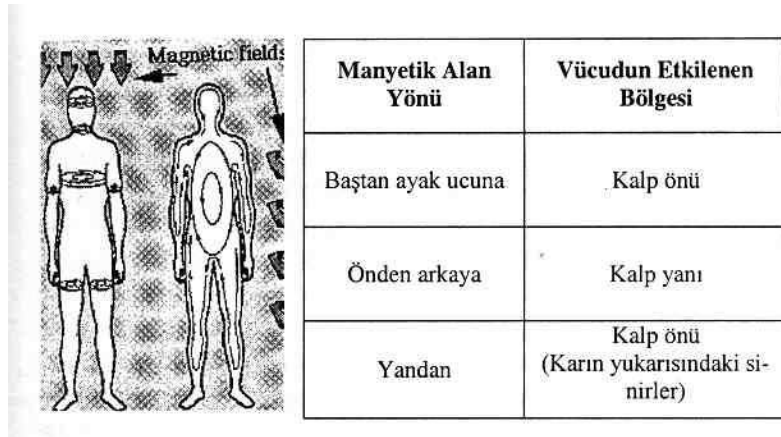 Magnetic fields
Manyetik Alan
Yönü
Vücudun Etkilenen
Bölgesi
Baştan ayak ucuna
Kalp önü
Önden arkaya
Kalp yanı
Yandan
Kalp önü
(Karın yukarısındaki si-
nirler)